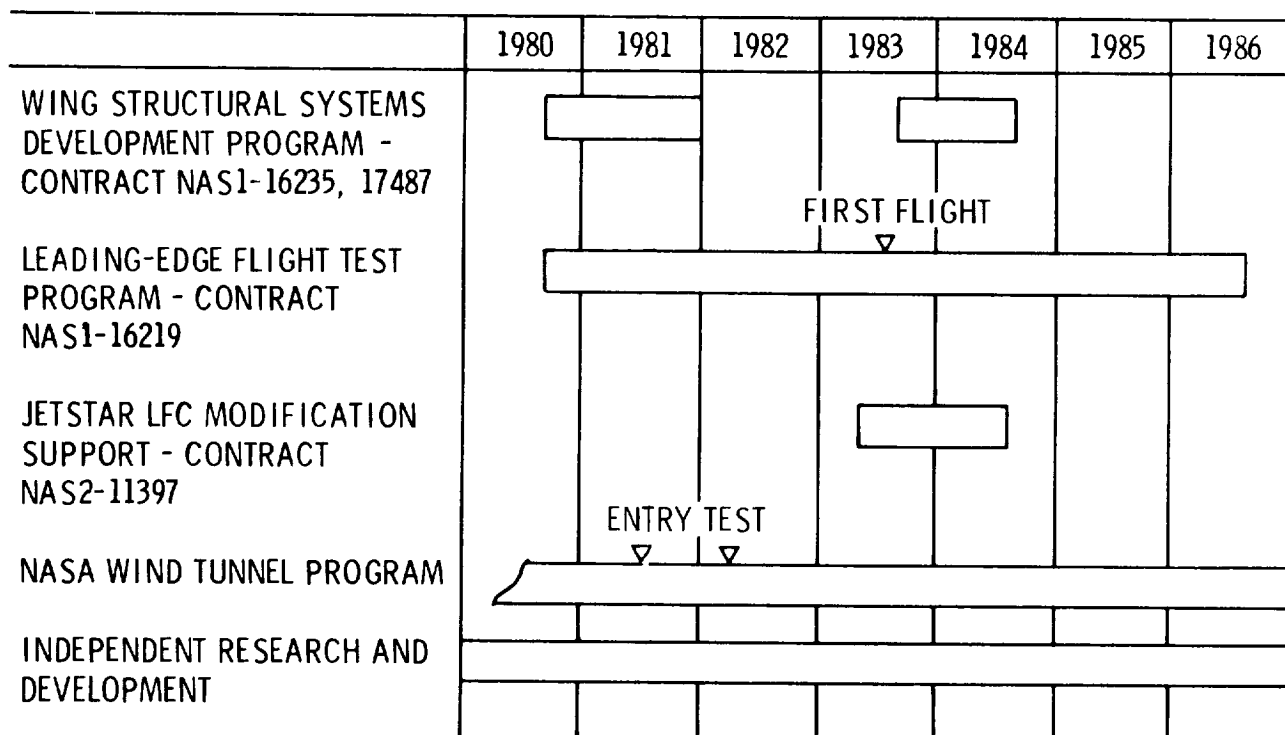 1980 1981 1982 1983 1984 1985 1986
WING STRUCTURAL SYSTEMS
DEVELOPMENT PROGRAM -
CONTRACT NAS1-16235, 17487
FIRST FLIGHT
LEADING-EDGE FLIGHT TEST
PROGRAM - CONTRACT
NAS1-16219
JETSTAR LFC MODIFICATION
SUPPORT - CONTRACT
NAS2-11397
ENTRY TEST
NASA WIND TUNNEL PROGRAM
INDEPENDENT RESEARCH AND
DEVELOPMENT